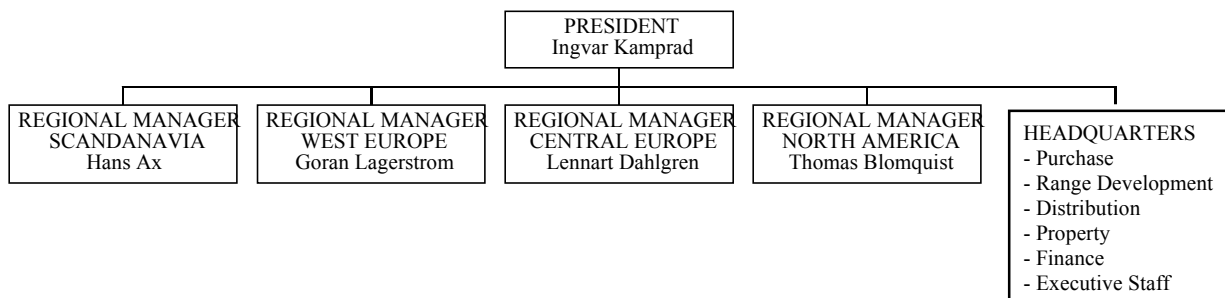 PRESIDENT
Ingvar Kamprad
REGIONAL MANAGER
SCANDANAVIA
Hans Ax
REGIONAL MANAGER
WEST EUROPE
Goran Lagerstrom
REGIONAL MANAGER
CENTRAL EUROPE
Lennart Dahlgren
REGIONAL MANAGER
NORTH AMERICA
Thomas Blomquist
HEADQUARTERS
- Purchase
- Range Development
- Distribution
- Property
- Finance
- Executive Staff